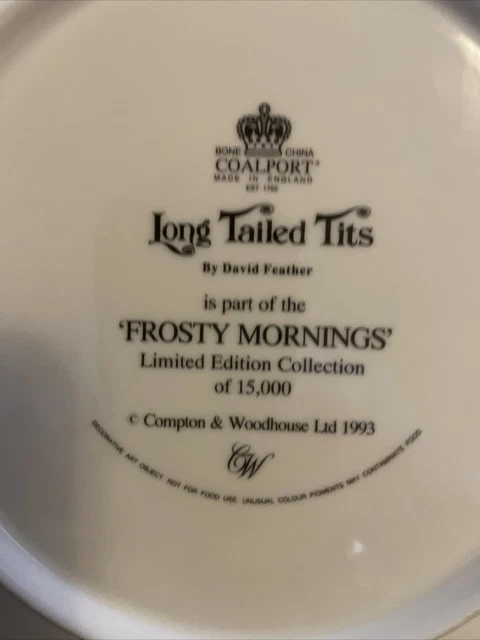 BONE CHINA
COALPORT®
MADE IN ENGLAND
EST 1750
Long Tailed Tits
By David Feather
is part of the
‘FROSTY MORNINGS’
Limited Edition Collection
of 15,000
© Compton & Woodhouse Ltd 1993
CW
DECORATIVE ART OBJECT NOT FOR FOOD USE. UNUSUAL COLOUR PIGMENTS MAY CONTAMINATE FOOD